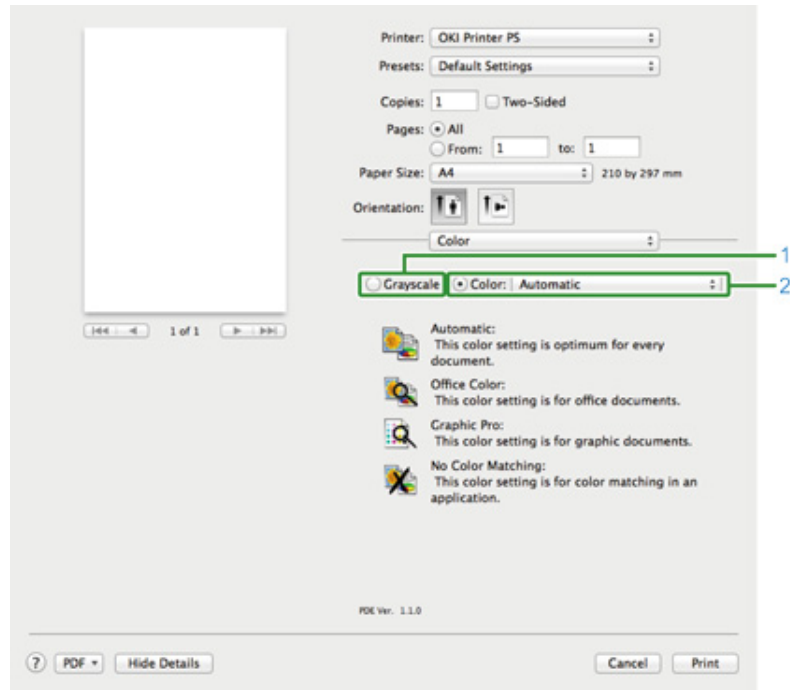 Printer: OKI Printer PS
Presets: Default Settings
Copies: 1 Two-Sided
Pages: All
From: 1 to: 1
Paper Size: A4 210 by 297 mm
Orientation:
Color
1
Grayscale Color: Automatic
2
1 of 1
Automatic:
This color setting is optimum for every
document.
Office Color:
This color setting is for office documents.
Graphic Pro:
This color setting is for graphic documents.
No Color Matching:
This color setting is for color matching in an
application.
PDE Ver. 1.1.0
? PDF Hide Details Cancel Print